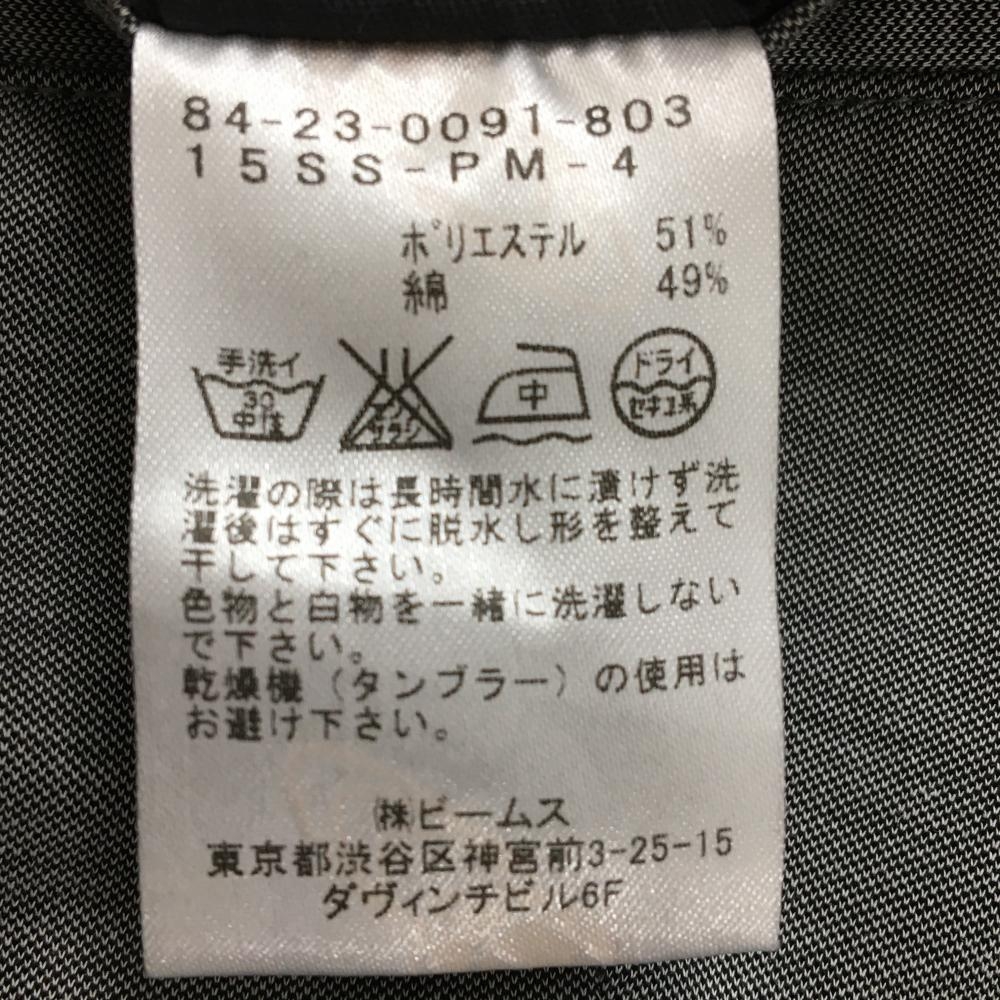 84-23-0091-803
15SS-PM-4
ポリエステル 51%
綿 49%
手洗イ
30
中性
エンソ
サラシ
中
ドライ
セキユ系
洗濯の際は長時間水に漬けず洗
濯後はすぐに脱水し形を整えて
干して下さい。
色物と白物を一緒に洗濯しない
で下さい。
乾燥機（タンブラー）の使用は
お避け下さい。
㈱ビームス
東京都渋谷区神宮前3-25-15
ダヴィンチビル6F